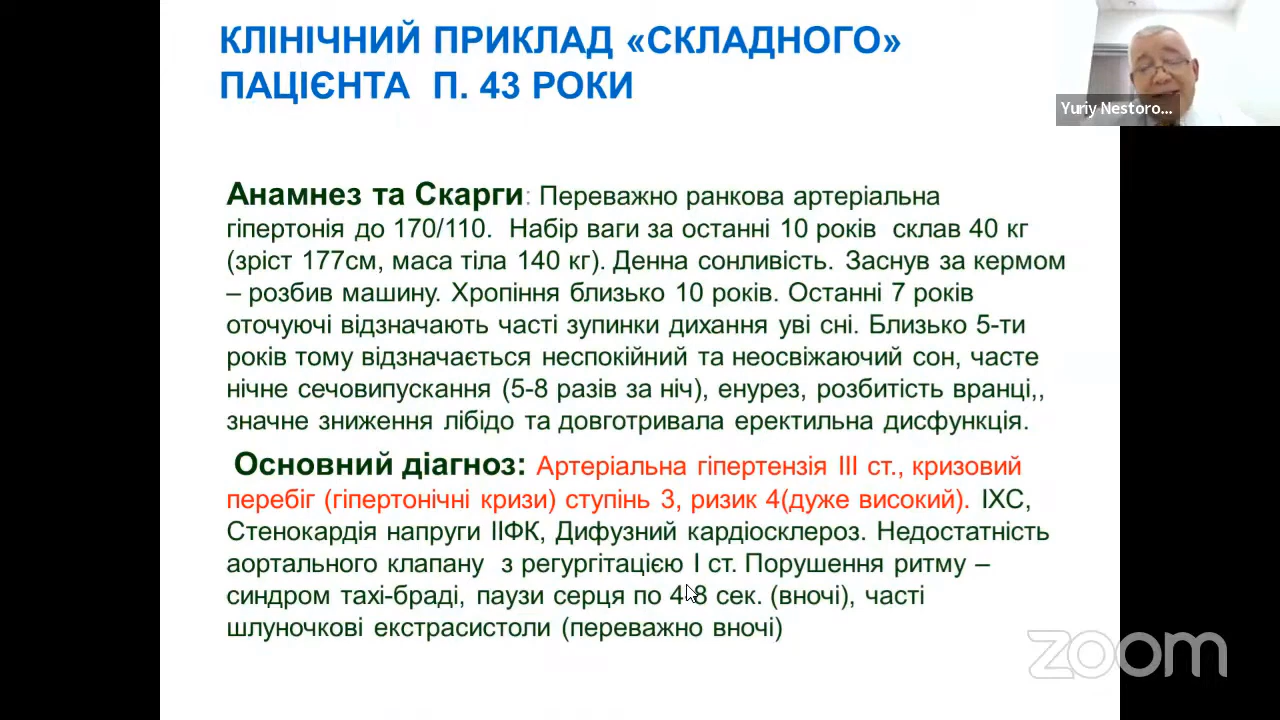 КЛІНІЧНИЙ ПРИКЛАД «СКЛАДНОГО»
ПАЦІЄНТА П. 43 РОКИ
Yuriy Nestoro...
Анамнез та Скарги: Переважно ранкова артеріальна
гіпертонія до 170/110. Набір ваги за останні 10 років склав 40 кг
(зріст 177см, маса тіла 140 кг). Денна сонливість. Заснув за кермом
– розбив машину. Хропіння близько 10 років. Останні 7 років
оточуючі відзначають часті зупинки дихання уві сні. Близько 5-ти
років тому відзначається неспокійний та неосвіжаючий сон, часте
нічне сечовипускання (5-8 разів за ніч), енурез, розбитість вранці,,
значне зниження лібідо та довготривала еректильна дисфункція.
Основний діагноз: Артеріальна гіпертензія III ст., кризовий
перебіг (гіпертонічні кризи) ступінь 3, ризик 4(дуже високий). ІХС,
Стенокардія напруги ІІФК, Дифузний кардіосклероз. Недостатність
аортального клапану з регургітацією І ст. Порушення ритму –
синдром тахі-браді, паузи серця по 4-8 сек. (вночі), часті
шлуночкові екстрасистоли (переважно вночі)
zoom